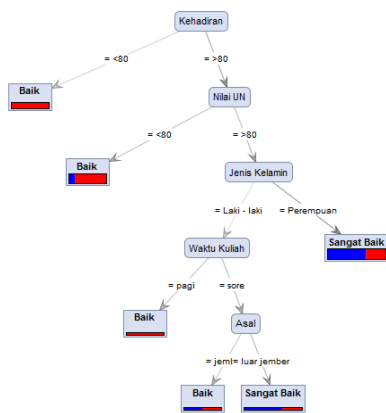 Kehadiran
= <80
= >80
Baik
Nilai UN
= <80
= >80
Baik
Jenis Kelamin
= Laki - laki
= Perempuan
Waktu Kuliah
Sangat Baik
= pagi
= sore
Baik
Asal
= jeml= luar jember
Baik
Sangat Baik